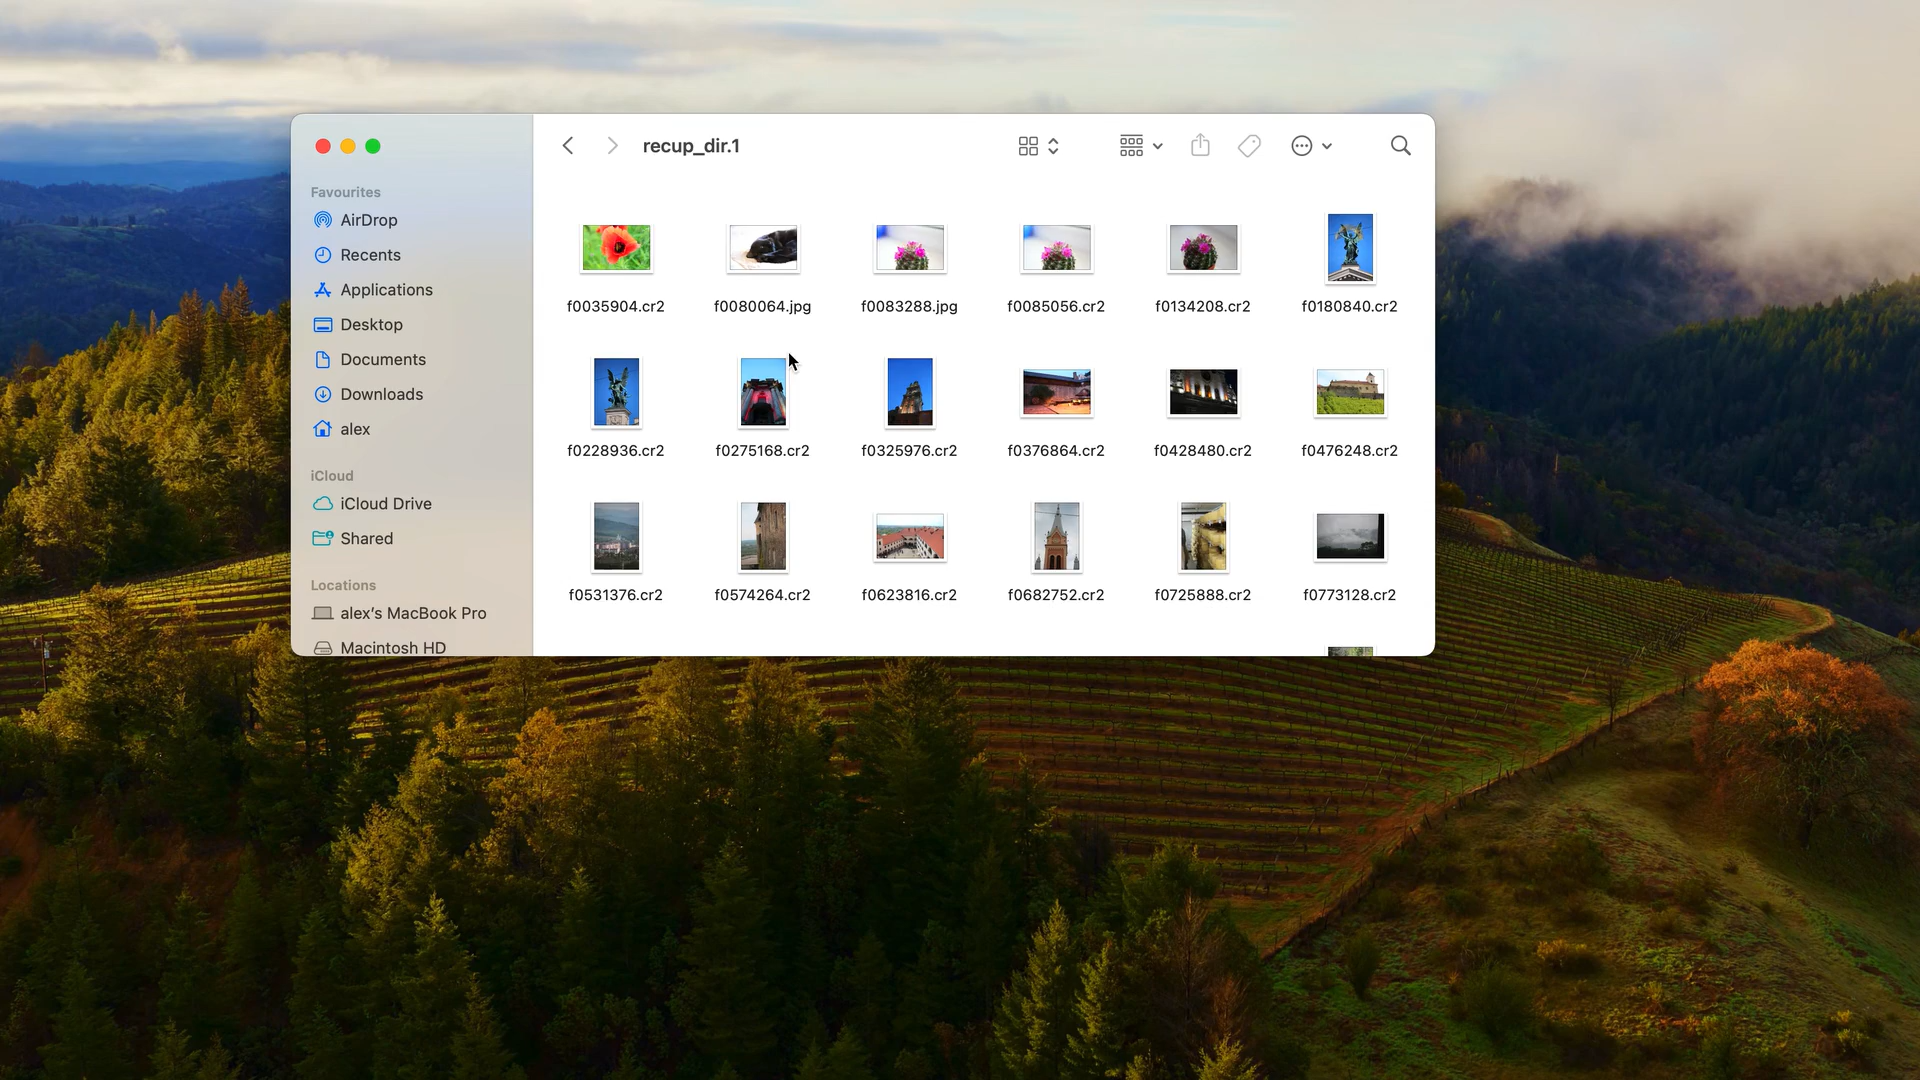 recup_dir.1
Favourites
AirDrop
Recents
Applications
Desktop
Documents
Downloads
alex
iCloud
iCloud Drive
Shared
Locations
alex's MacBook Pro
Macintosh HD
f0035904.cr2 f0080064.jpg f0083288.jpg f0085056.cr2 f0134208.cr2 f0180840.cr2
f0228936.cr2 f0275168.cr2 f0325976.cr2 f0376864.cr2 f0428480.cr2 f0476248.cr2
f0531376.cr2 f0574264.cr2 f0623816.cr2 f0682752.cr2 f0725888.cr2 f0773128.cr2